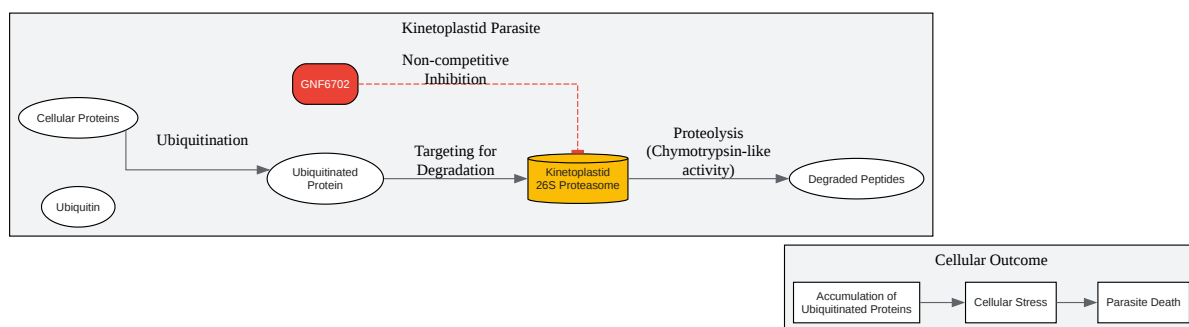 Kinetoplastid Parasite
Non-competitive
Inhibition
GNF6702
Cellular Proteins
Ubiquitination
Ubiquitinated
Protein
Targeting for
Degradation
Kinetoplastid
26S Proteasome
Proteolysis
(Chymotrypsin-like
activity)
Degraded Peptides
Ubiquitin
Cellular Outcome
Accumulation of
Ubiquitinated Proteins
Cellular Stress
Parasite Death